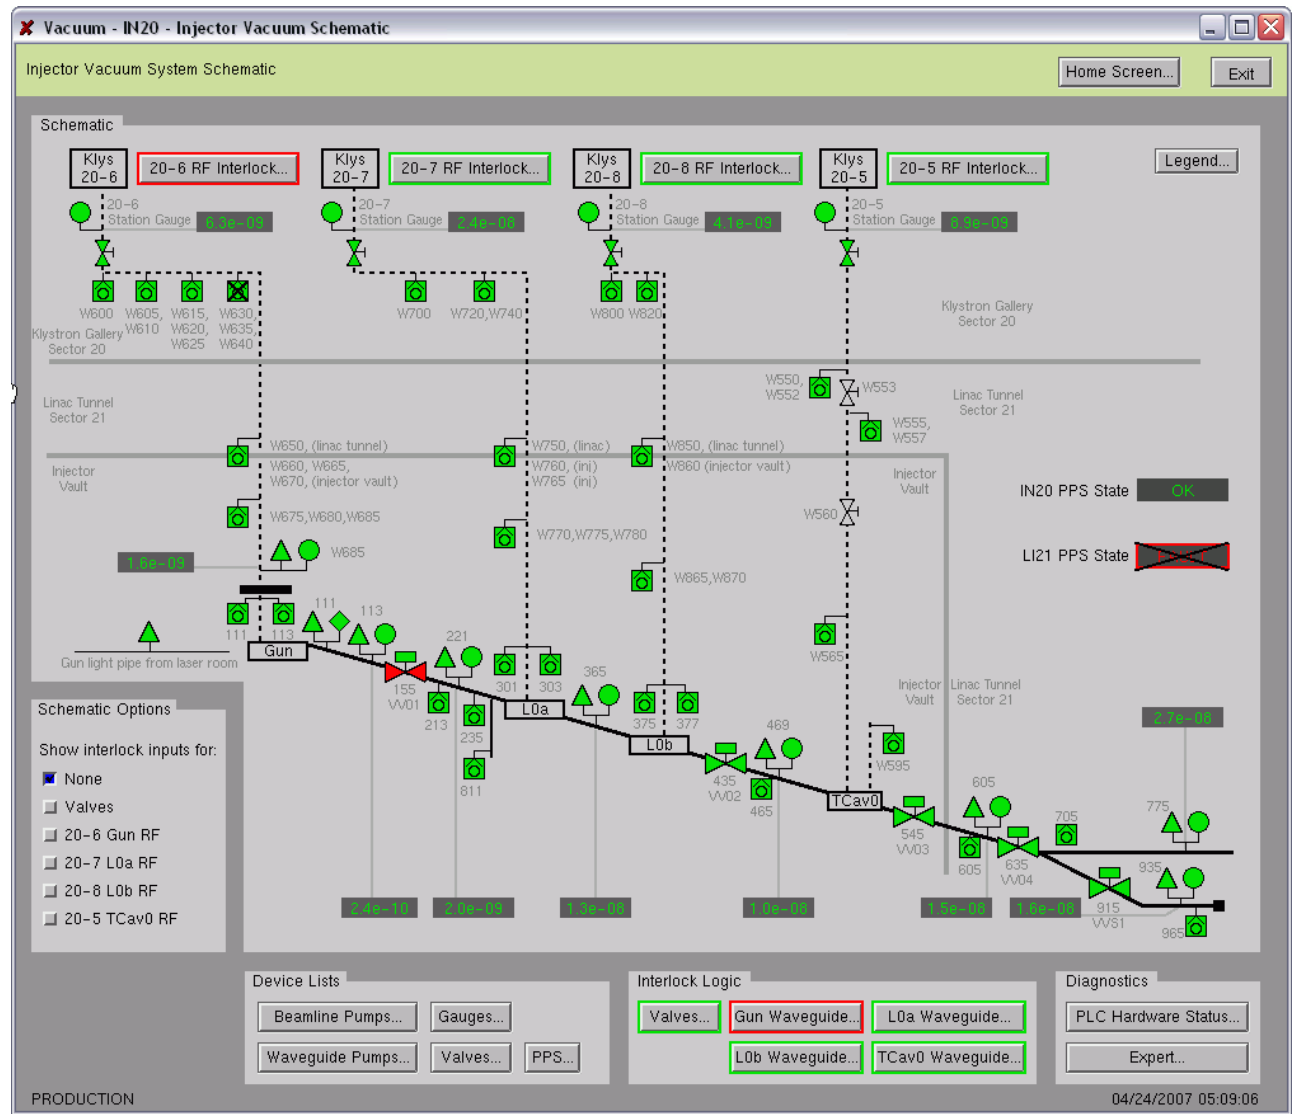 Vacuum - IN20 - Injector Vacuum Schematic
Injector Vacuum System Schematic
Home Screen...
Exit
Schematic
Klys
20-6
20-6 RF Interlock...
Klys
20-7
20-7 RF Interlock...
Klys
20-8
20-8 RF Interlock...
Klys
20-5
20-5 RF Interlock...
Legend...
20-6
Station Gauge
6.3e-09
20-7
Station Gauge
2.4e-08
20-8
Station Gauge
4.1e-09
20-5
Station Gauge
8.9e-09
W600
W605,
W610
W615,
W620,
W625
W630,
W635,
W640
W700
W720,W740
W800
W820
Klystron Gallery
Sector 20
Klystron Gallery
Sector 20
Linac Tunnel
Sector 21
W550,
W552
W553
W555,
W557
Linac Tunnel
Sector 21
W650, (linac tunnel)
W660, W665,
W670, (injector vault)
W750, (linac)
W760, (inj)
W765 (inj)
W850, (linac tunnel)
W860 (injector vault)
Injector
Vault
Injector
Vault
IN20 PPS State
OK
W675,W680,W685
W560
W770,W775,W780
LI21 PPS State
W685
1.6e-09
W865,W870
111
113
111
113
Gun
Gun light pipe from laser room
221
W565
155
VV01
213
235
301
303
365
L0a
375
377
L0b
811
Injector
Vault
Linac Tunnel
Sector 21
435
VV02
469
465
W595
TCav0
2.7e-08
545
VV03
605
605
635
VV04
705
775
935
915
VVS1
965
2.4e-10
2.0e-09
1.3e-08
1.0e-08
1.5e-08
1.6e-08
Schematic Options
Show interlock inputs for:
None
Valves
20-6 Gun RF
20-7 L0a RF
20-8 L0b RF
20-5 TCav0 RF
Device Lists
Beamline Pumps...
Gauges...
Waveguide Pumps...
Valves...
PPS...
Interlock Logic
Valves...
Gun Waveguide...
L0a Waveguide...
L0b Waveguide...
TCav0 Waveguide...
Diagnostics
PLC Hardware Status...
Expert...
PRODUCTION
04/24/2007 05:09:06